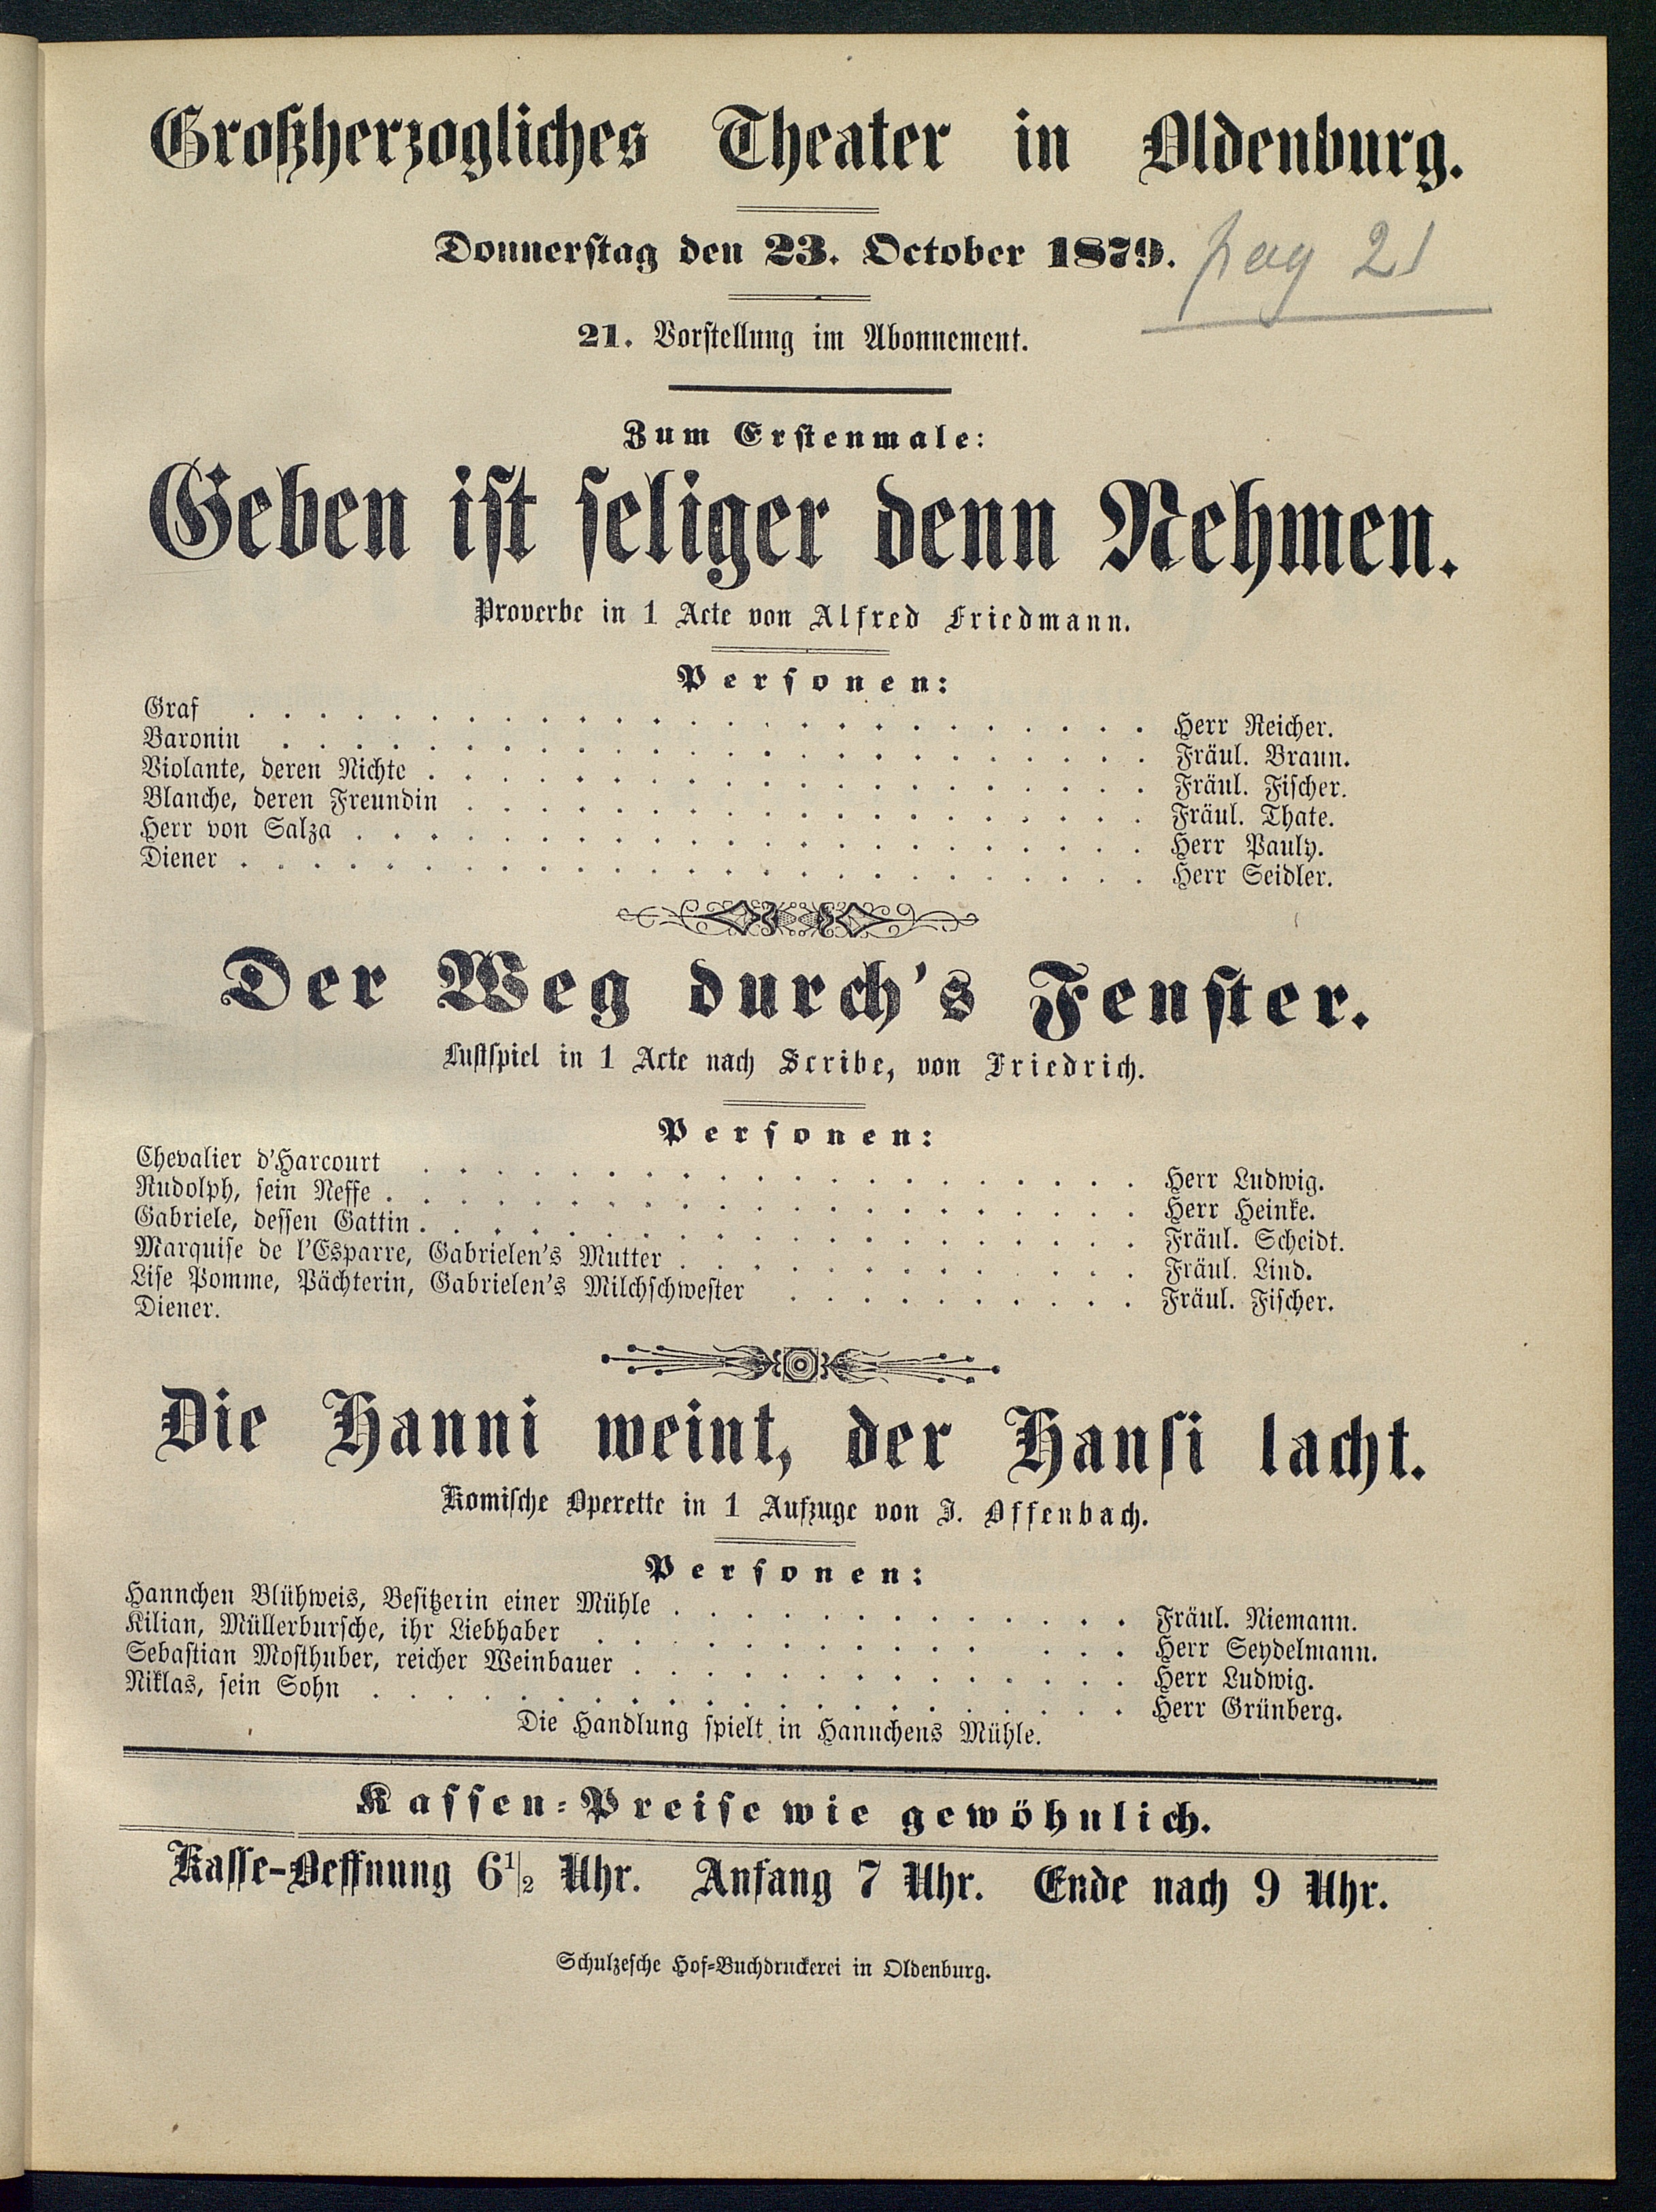 Großherzogliches Theater in Oldenburg.
Donnerstag den 23. October 1879.
pag 21
21. Vorstellung im Abonnement.
Zum Erstenmale:
Geben ist seliger denn Nehmen.
Proverbe in 1 Acte von Alfred Friedmann.
Personen:
Graf . . . . . . . . . . . . . . . . . . . . . . . . . Herr Reicher.
Baronin . . . . . . . . . . . . . . . . . . . . . . . . Fräul. Braun.
Violante, deren Nichte . . . . . . . . . . . . . . . . . . . . Fräul. Fischer.
Blanche, deren Freundin . . . . . . . . . . . . . . . . . . . Fräul. Thate.
Herr von Salza . . . . . . . . . . . . . . . . . . . . . . Herr Pauly.
Diener . . . . . . . . . . . . . . . . . . . . . . . . . Herr Seidler.
Der Weg durch's Fenster.
Lustspiel in 1 Acte nach Scribe, von Friedrich.
Personen:
Chevalier d'Harcourt . . . . . . . . . . . . . . . . . . . . Herr Ludwig.
Rudolph, sein Neffe . . . . . . . . . . . . . . . . . . . . . Herr Heinke.
Gabriele, dessen Gattin . . . . . . . . . . . . . . . . . . . . Fräul. Scheidt.
Marquise de l'Esparre, Gabrielen's Mutter . . . . . . . . . . . . . Fräul. Lind.
Lise Pomme, Pächterin, Gabrielen's Milchschwester . . . . . . . . . . Fräul. Fischer.
Diener.
Die Hanni weint, der Hansi lacht.
Komische Operette in 1 Aufzuge von J. Offenbach.
Personen:
Hannchen Blühweis, Besitzerin einer Mühle . . . . . . . . . . . . . Fräul. Niemann.
Kilian, Müllerbursche, ihr Liebhaber . . . . . . . . . . . . . . . Herr Seydelmann.
Sebastian Mosthuber, reicher Weinbauer . . . . . . . . . . . . . . Herr Ludwig.
Niklas, sein Sohn . . . . . . . . . . . . . . . . . . . . . Herr Grünberg.
Die Handlung spielt in Hannchens Mühle.
Kassen-Preise wie gewöhnlich.
Kasse-Oeffnung 6 1/2 Uhr. Anfang 7 Uhr. Ende nach 9 Uhr.
Schulzesche Hof-Buchdruckerei in Oldenburg.